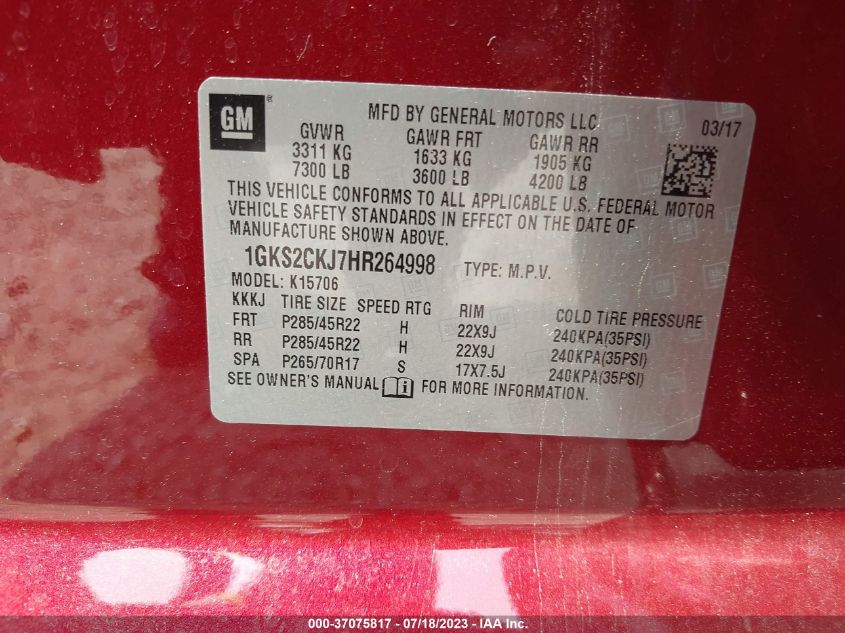 GM ®
MFD BY GENERAL MOTORS LLC
03/17
GVWR GAWR FRT GAWR RR
3311 KG 1633 KG 1905 KG
7300 LB 3600 LB 4200 LB
THIS VEHICLE CONFORMS TO ALL APPLICABLE U.S. FEDERAL MOTOR
VEHICLE SAFETY STANDARDS IN EFFECT ON THE DATE OF
MANUFACTURE SHOWN ABOVE.
1GKS2CKJ7HR264998 TYPE: M.P.V.
MODEL: K15706
KKKJ TIRE SIZE SPEED RTG RIM COLD TIRE PRESSURE
FRT P285/45R22 H 22X9J 240KPA(35PSI)
RR P285/45R22 H 22X9J 240KPA(35PSI)
SPA P265/70R17 S 17X7.5J 240KPA(35PSI)
SEE OWNER'S MANUAL FOR MORE INFORMATION.
000-37075817 - 07/18/2023 - IAA Inc.